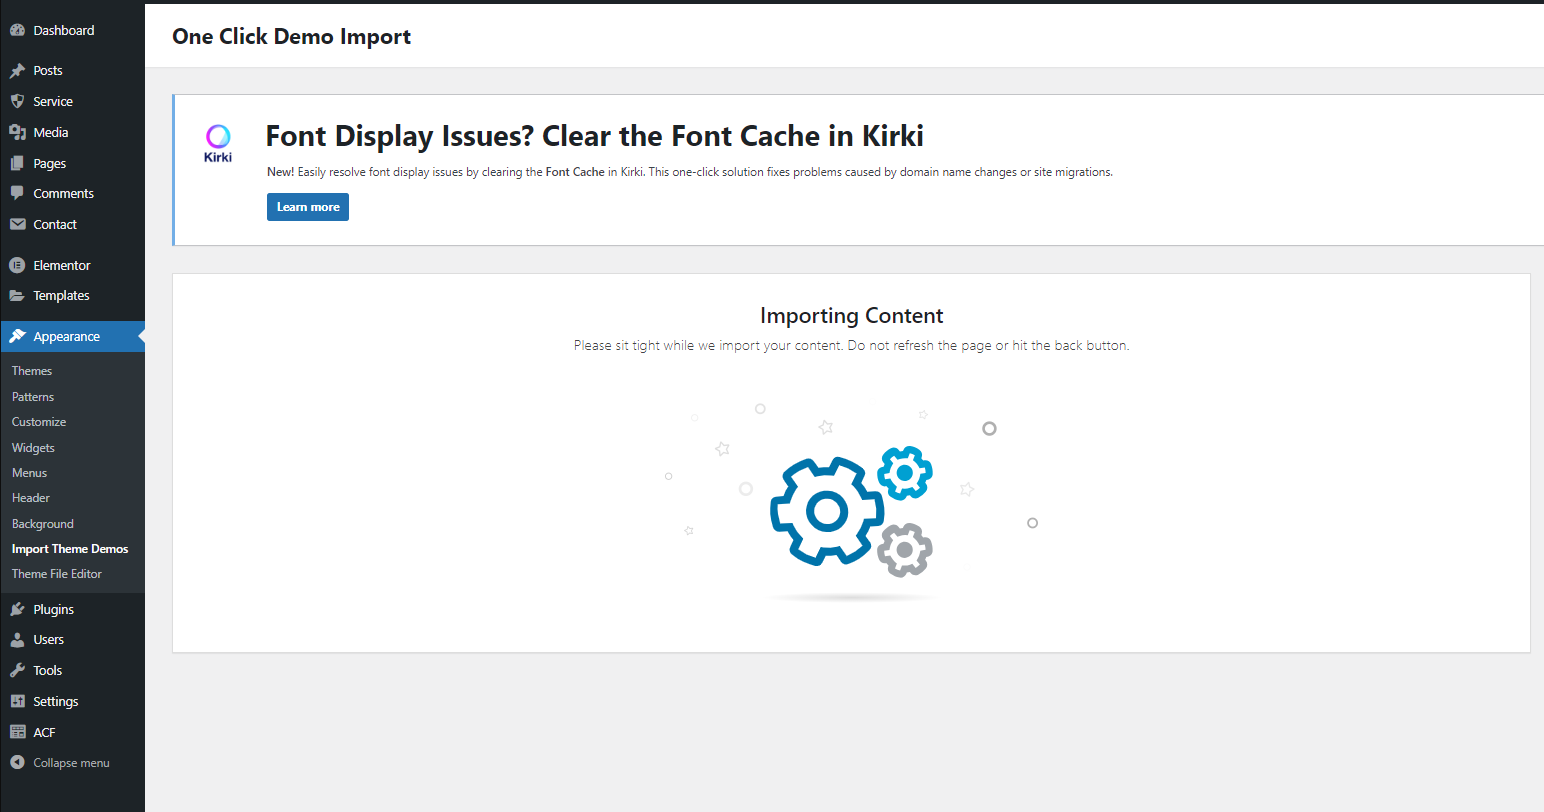 Dashboard
Posts
Service
Media
Pages
Comments
Contact
Elementor
Templates
Appearance
Themes
Patterns
Customize
Widgets
Menus
Header
Background
Import Theme Demos
Theme File Editor
Plugins
Users
Tools
Settings
ACF
Collapse menu
One Click Demo Import
Kirki
Font Display Issues? Clear the Font Cache in Kirki
New! Easily resolve font display issues by clearing the Font Cache in Kirki. This one-click solution fixes problems caused by domain name changes or site migrations.
Learn more
Importing Content
Please sit tight while we import your content. Do not refresh the page or hit the back button.